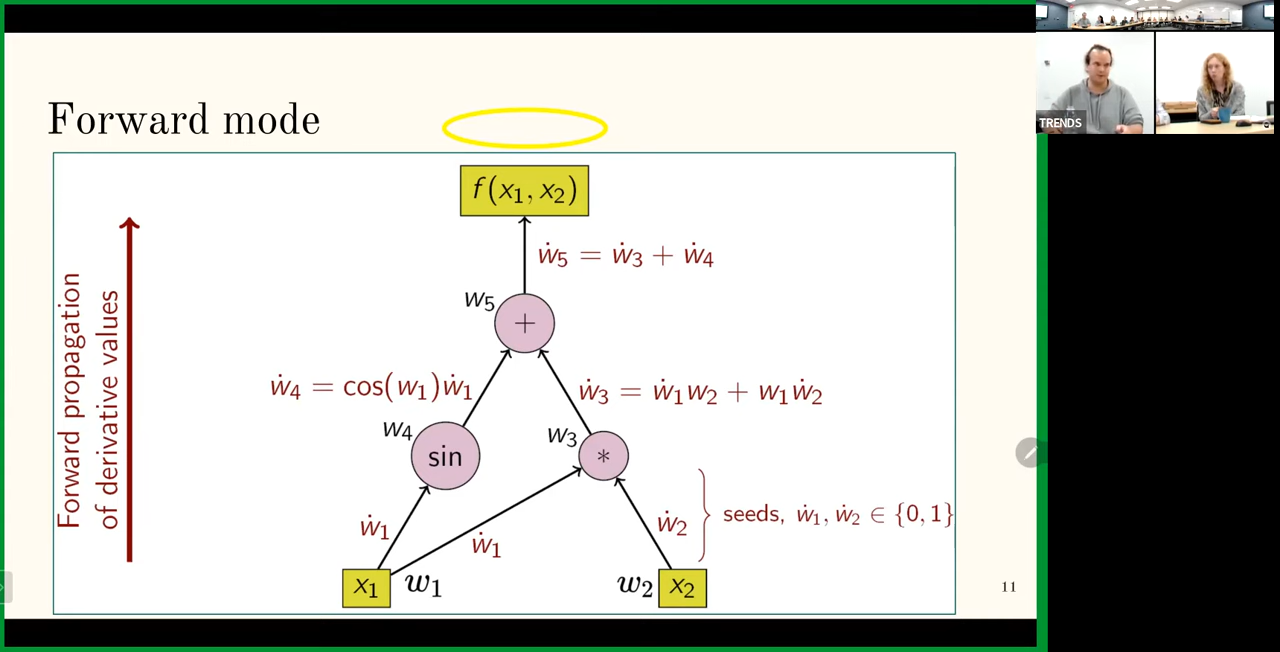 TRENDS
Forward mode
f(x₁, x₂)
ẇ₅ = ẇ₃ + ẇ₄
w₅
+
ẇ₄ = cos(w₁)ẇ₁
ẇ₃ = ẇ₁w₂ + w₁ẇ₂
w₄
sin
w₃
*
ẇ₁
ẇ₁
ẇ₂
seeds, ẇ₁, ẇ₂ ∈ {0, 1}
x₁
w₁
w₂
x₂
Forward propagation
of derivative values
11